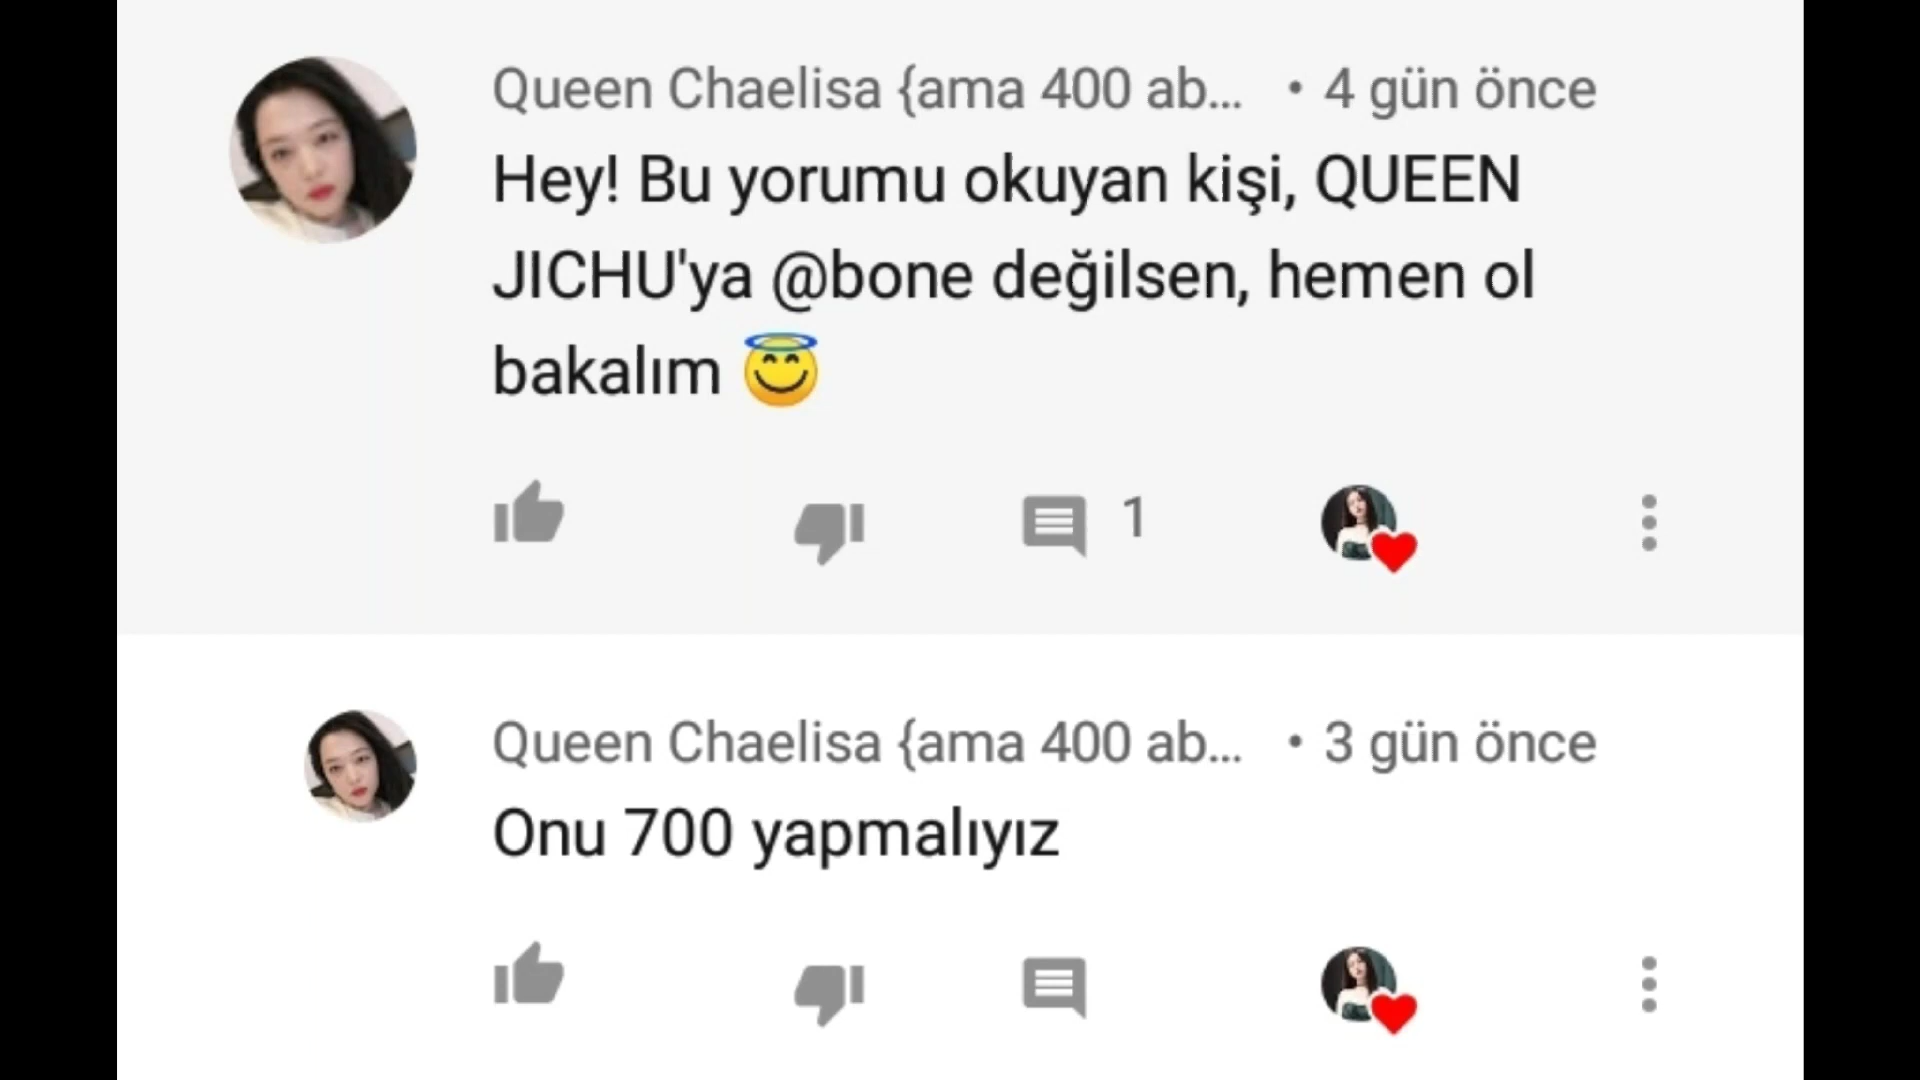 Queen Chaelisa {ama 400 ab... • 4 gün önce
Hey! Bu yorumu okuyan kişi, QUEEN
JICHU'ya @bone değilsen, hemen ol
bakalım 😇
1
Queen Chaelisa {ama 400 ab... • 3 gün önce
Onu 700 yapmalıyız